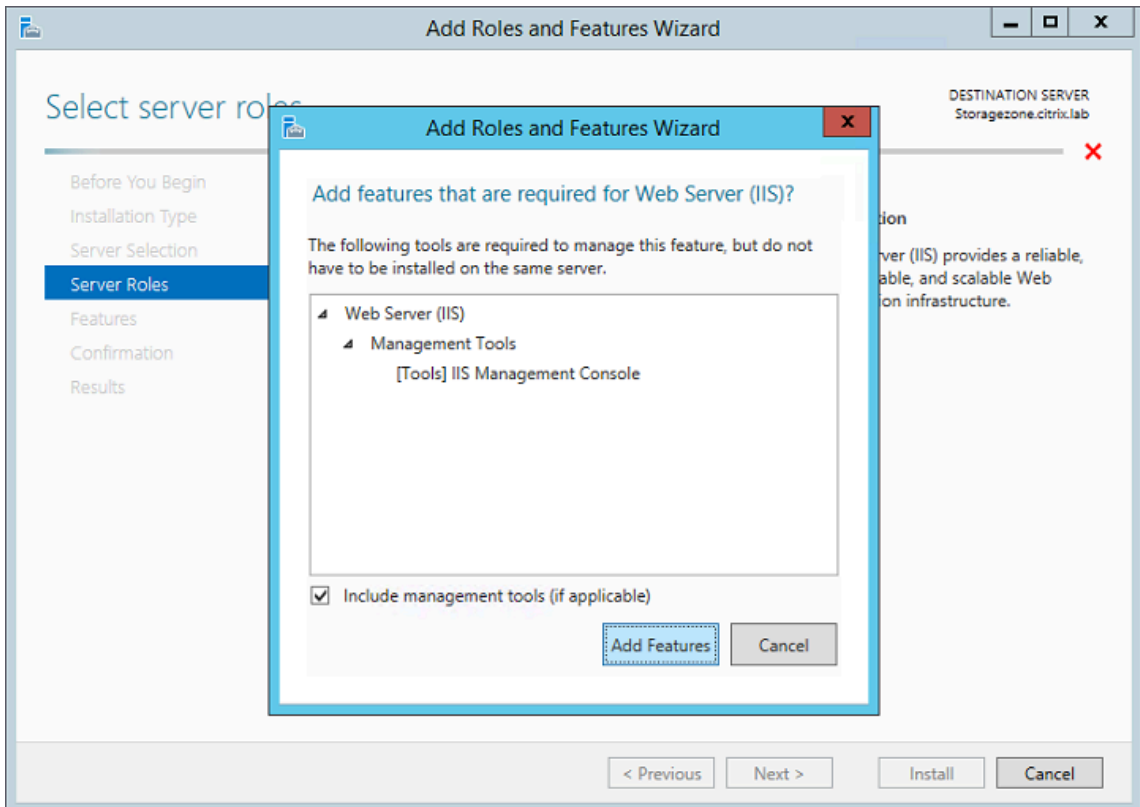 Add Roles and Features Wizard
Select server roles
DESTINATION SERVER
Storagezone.citrix.lab
Before You Begin
Installation Type
Server Selection
Server Roles
Features
Confirmation
Results
Add Roles and Features Wizard
Add features that are required for Web Server (IIS)?
The following tools are required to manage this feature, but do not
have to be installed on the same server.
Web Server (IIS)
Management Tools
[Tools] IIS Management Console
Include management tools (if applicable)
Add Features
Cancel
tion
rver (IIS) provides a reliable,
able, and scalable Web
ion infrastructure.
< Previous
Next >
Install
Cancel